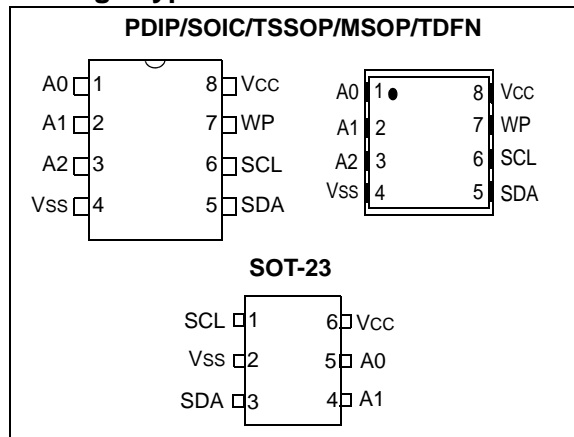 PDIP/SOIC/TSSOP/MSOP/TDFN
A0 1 8 VCC
A1 2 7 WP
A2 3 6 SCL
VSS 4 5 SDA
A0 1 8 VCC
A1 2 7 WP
A2 3 6 SCL
VSS 4 5 SDA
SOT-23
SCL 1 6 VCC
VSS 2 5 A0
SDA 3 4 A1